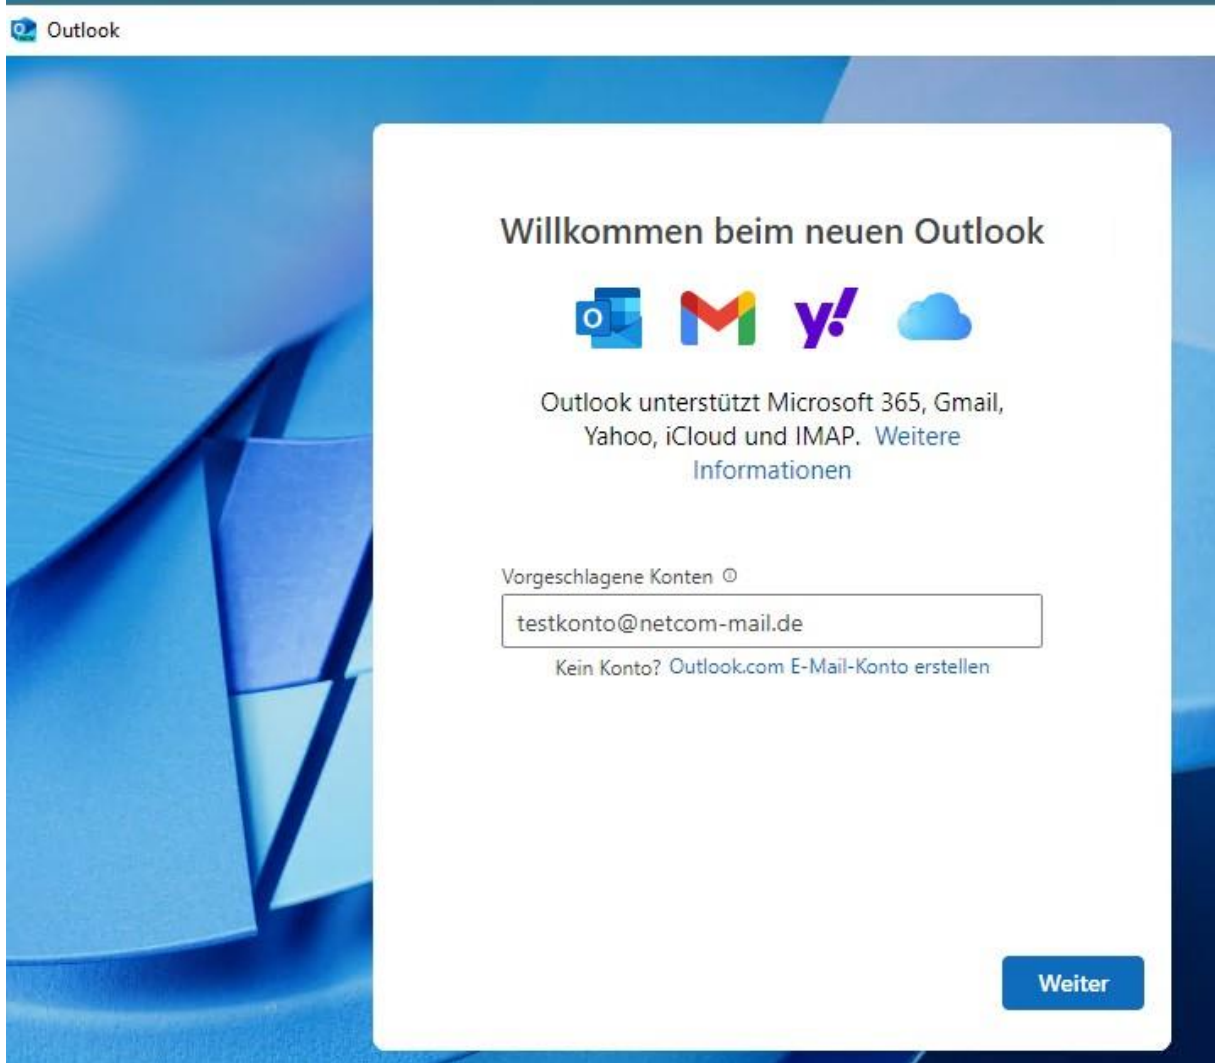 Outlook
Willkommen beim neuen Outlook
Outlook unterstützt Microsoft 365, Gmail,
Yahoo, iCloud und IMAP. Weitere
Informationen
Vorgeschlagene Konten
testkonto@netcom-mail.de
Kein Konto? Outlook.com E-Mail-Konto erstellen
Weiter